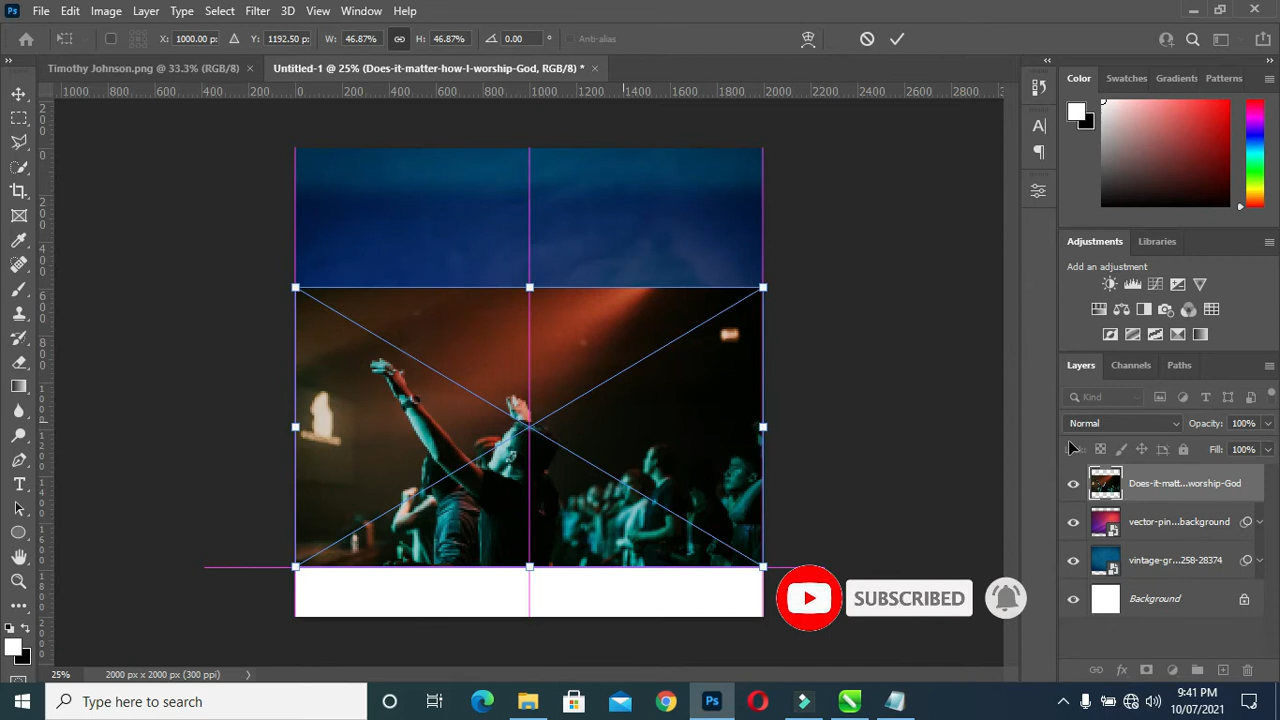 Ps File Edit Image Layer Type Select Filter 3D View Window Help
X: 1000.00 px Y: 1192.50 px W: 46.87% H: 46.87% 0.00 ° Anti-alias
Timothy Johnson.png @ 33.3% (RGB/8) × Untitled-1 @ 25% (Does-it-matter-how-I-worship-God, RGB/8) * ×
1000 800 600 400 200 0 200 400 600 800 1000 1200 1400 1600 1800 2000 2200 2400 2600 2800
Color Swatches Gradients Patterns
Adjustments Libraries
Add an adjustment
Layers Channels Paths
Kind
Normal Opacity: 100%
Fill: 100%
Does-it-matt...worship-God
vector-pin...background
vintage-gr...258-28374
Background
SUBSCRIBED
25% 2000 px x 2000 px (300 ppi)
Type here to search
Ps
9:41 PM
10/07/2021